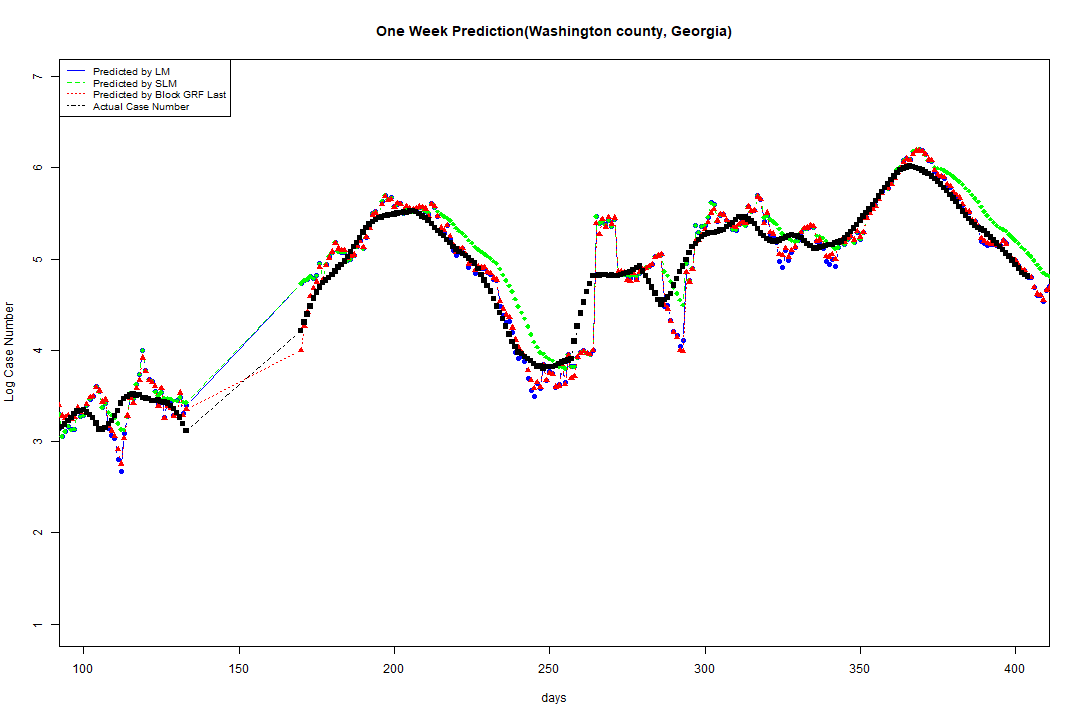 One Week Prediction(Washington county, Georgia)
Predicted by LM
Predicted by SLM
Predicted by Block GRF Last
Actual Case Number
7
6
5
4
3
2
1
Log Case Number
100 150 200 250 300 350 400
days